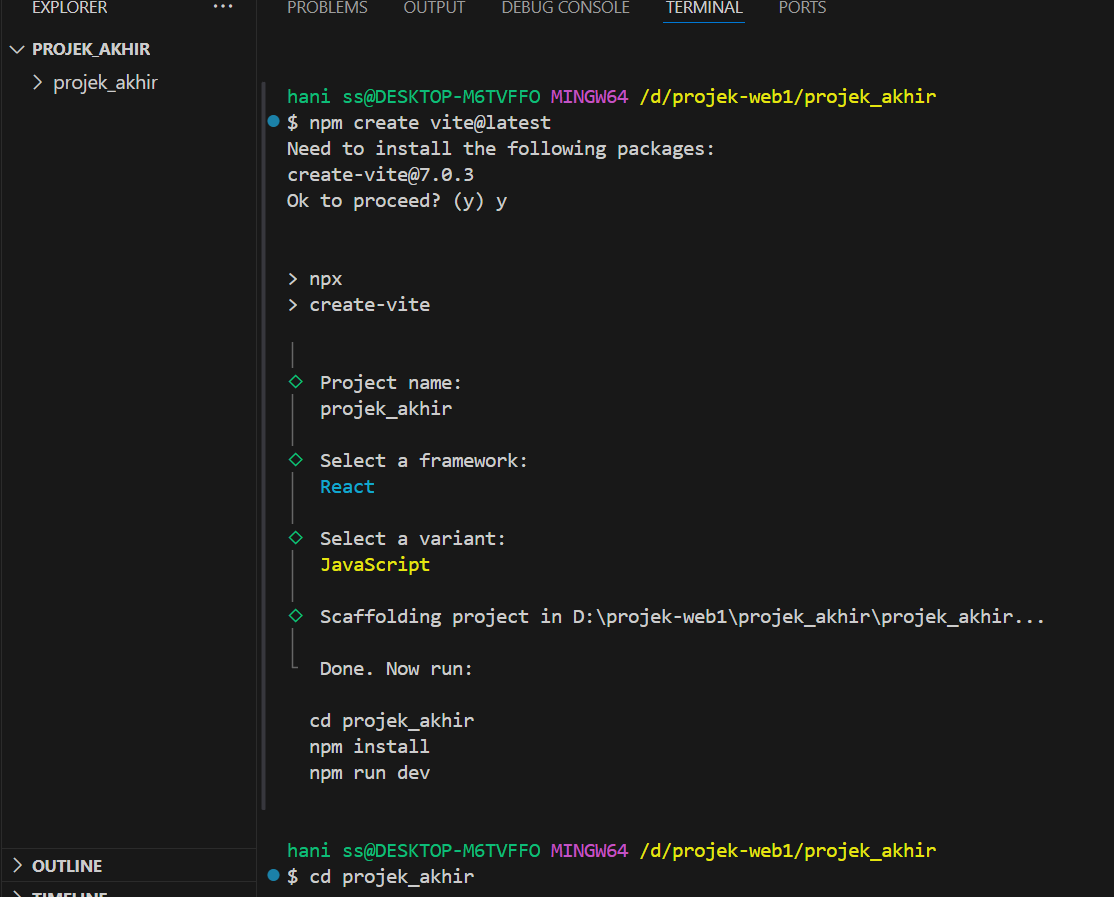 EXPLORER ...
PROJEK_AKHIR
projek_akhir
OUTLINE
TIMELINE
PROBLEMS OUTPUT DEBUG CONSOLE TERMINAL PORTS
hani ss@DESKTOP-M6TVFFO MINGW64 /d/projek-web1/projek_akhir
$ npm create vite@latest
Need to install the following packages:
create-vite@7.0.3
Ok to proceed? (y) y
> npx
> create-vite
Project name:
projek_akhir
Select a framework:
React
Select a variant:
JavaScript
Scaffolding project in D:\projek-web1\projek_akhir\projek_akhir...
Done. Now run:
cd projek_akhir
npm install
npm run dev
hani ss@DESKTOP-M6TVFFO MINGW64 /d/projek-web1/projek_akhir
$ cd projek_akhir